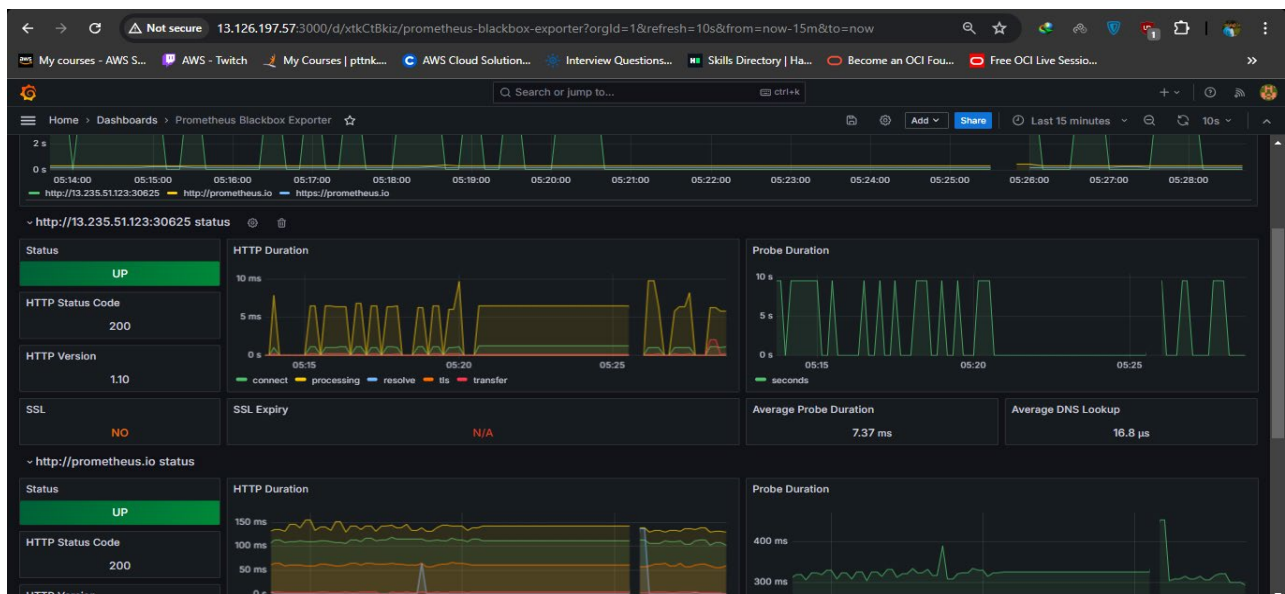 Not secure 13.126.197.57:3000/d/xtkCtBkiz/prometheus-blackbox-exporter?orgId=1&refresh=10s&from=now-15m&to=now
1
aws My courses - AWS S... AWS - Twitch My Courses | pttnk.... C AWS Cloud Solution... Interview Questions... Skills Directory | Ha... Become an OCI Fou... Free OCI Live Sessio... »
Search or jump to... ctrl+k
Home › Dashboards › Prometheus Blackbox Exporter Add Share Last 15 minutes 10s
2 s
0 s
05:14:00 05:15:00 05:16:00 05:17:00 05:18:00 05:19:00 05:20:00 05:21:00 05:22:00 05:23:00 05:24:00 05:25:00 05:26:00 05:27:00 05:28:00
http://13.235.51.123:30625 http://prometheus.io https://prometheus.io
http://13.235.51.123:30625 status
Status
UP
HTTP Status Code
200
HTTP Version
1.10
HTTP Duration
10 ms
5 ms
0 s
05:15 05:20 05:25
connect processing resolve tls transfer
Probe Duration
10 s
5 s
0 s
05:15 05:20 05:25
seconds
SSL
NO
SSL Expiry
N/A
Average Probe Duration
7.37 ms
Average DNS Lookup
16.8 µs
http://prometheus.io status
Status
UP
HTTP Status Code
200
HTTP Version
HTTP Duration
150 ms
100 ms
50 ms
0 s
Probe Duration
400 ms
300 ms